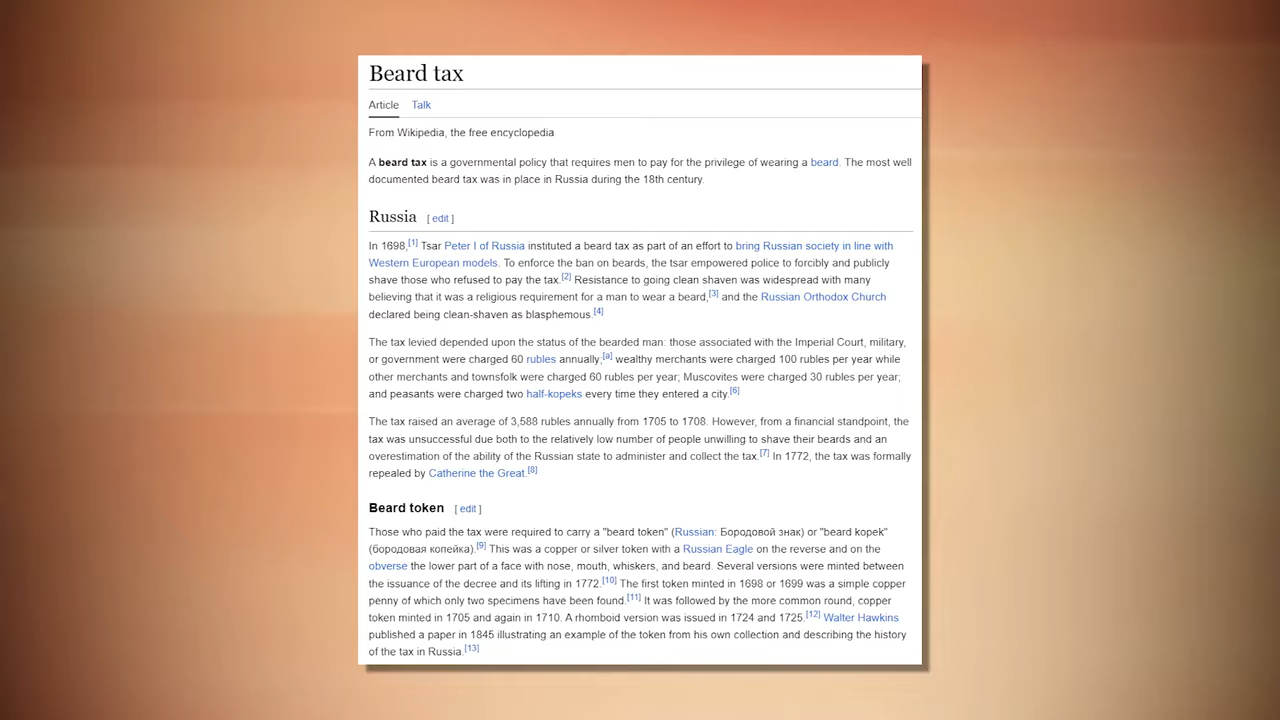 Beard tax
Article Talk
From Wikipedia, the free encyclopedia
A beard tax is a governmental policy that requires men to pay for the privilege of wearing a beard. The most well
documented beard tax was in place in Russia during the 18th century.
Russia [ edit ]
In 1698,[1] Tsar Peter I of Russia instituted a beard tax as part of an effort to bring Russian society in line with
Western European models. To enforce the ban on beards, the tsar empowered police to forcibly and publicly
shave those who refused to pay the tax.[2] Resistance to going clean shaven was widespread with many
believing that it was a religious requirement for a man to wear a beard,[3] and the Russian Orthodox Church
declared being clean-shaven as blasphemous.[4]
The tax levied depended upon the status of the bearded man: those associated with the Imperial Court, military,
or government were charged 60 rubles annually;[a] wealthy merchants were charged 100 rubles per year while
other merchants and townsfolk were charged 60 rubles per year; Muscovites were charged 30 rubles per year;
and peasants were charged two half-kopeks every time they entered a city.[6]
The tax raised an average of 3,588 rubles annually from 1705 to 1708. However, from a financial standpoint, the
tax was unsuccessful due both to the relatively low number of people unwilling to shave their beards and an
overestimation of the ability of the Russian state to administer and collect the tax.[7] In 1772, the tax was formally
repealed by Catherine the Great.[8]
Beard token [ edit ]
Those who paid the tax were required to carry a "beard token" (Russian: Бородовой знак) or "beard kopek"
(бородовая копейка).[9] This was a copper or silver token with a Russian Eagle on the reverse and on the
obverse the lower part of a face with nose, mouth, whiskers, and beard. Several versions were minted between
the issuance of the decree and its lifting in 1772.[10] The first token minted in 1698 or 1699 was a simple copper
penny of which only two specimens have been found.[11] It was followed by the more common round, copper
token minted in 1705 and again in 1710. A rhomboid version was issued in 1724 and 1725.[12] Walter Hawkins
published a paper in 1845 illustrating an example of the token from his own collection and describing the history
of the tax in Russia.[13]